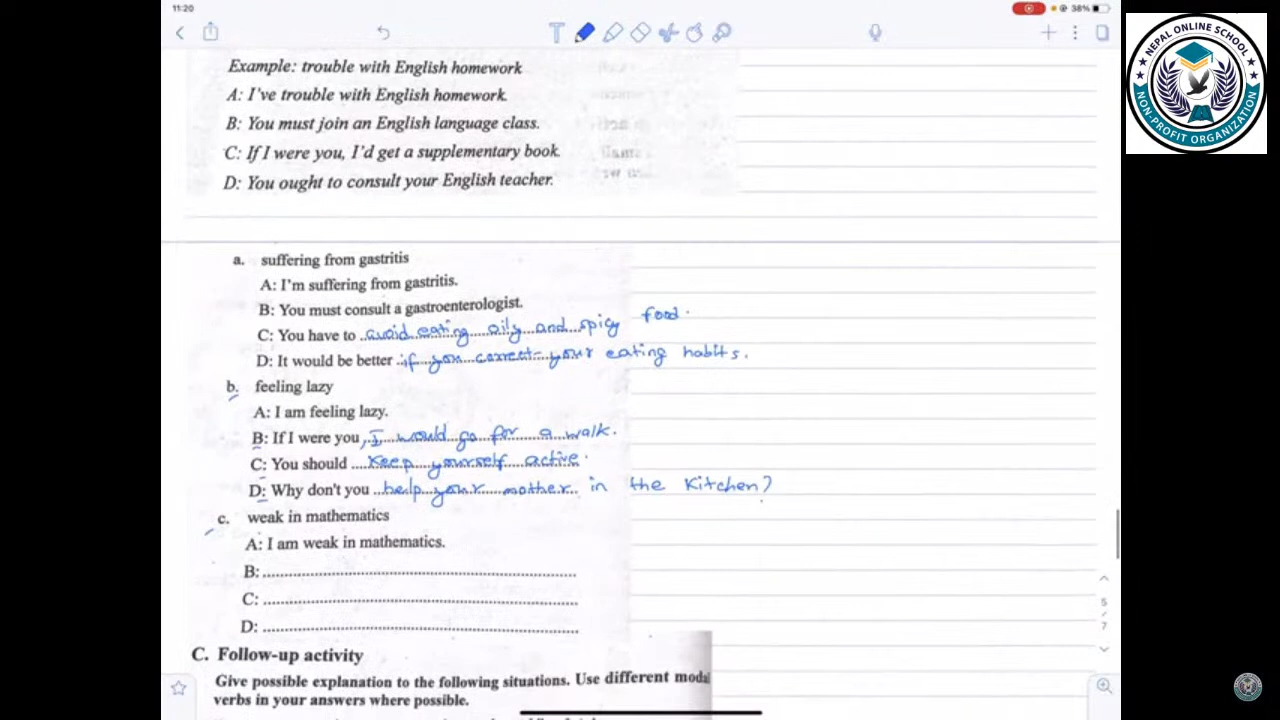 11:20
38%
NEPAL ONLINE SCHOOL
NON-PROFIT ORGANIZATION
Example: trouble with English homework
A: I've trouble with English homework.
B: You must join an English language class.
C: If I were you, I'd get a supplementary book.
D: You ought to consult your English teacher.
a. suffering from gastritis
A: I'm suffering from gastritis.
B: You must consult a gastroenterologist.
C: You have to avoid eating oily and spicy food.
D: It would be better if you correct your eating habits.
b. feeling lazy
A: I am feeling lazy.
B: If I were you, I would go for a walk.
C: You should keep yourself active.
D: Why don't you help your mother in the kitchen?
c. weak in mathematics
A: I am weak in mathematics.
B: ................................................
C: ................................................
D: ................................................
5
7
C. Follow-up activity
Give possible explanation to the following situations. Use different moda
verbs in your answers where possible.